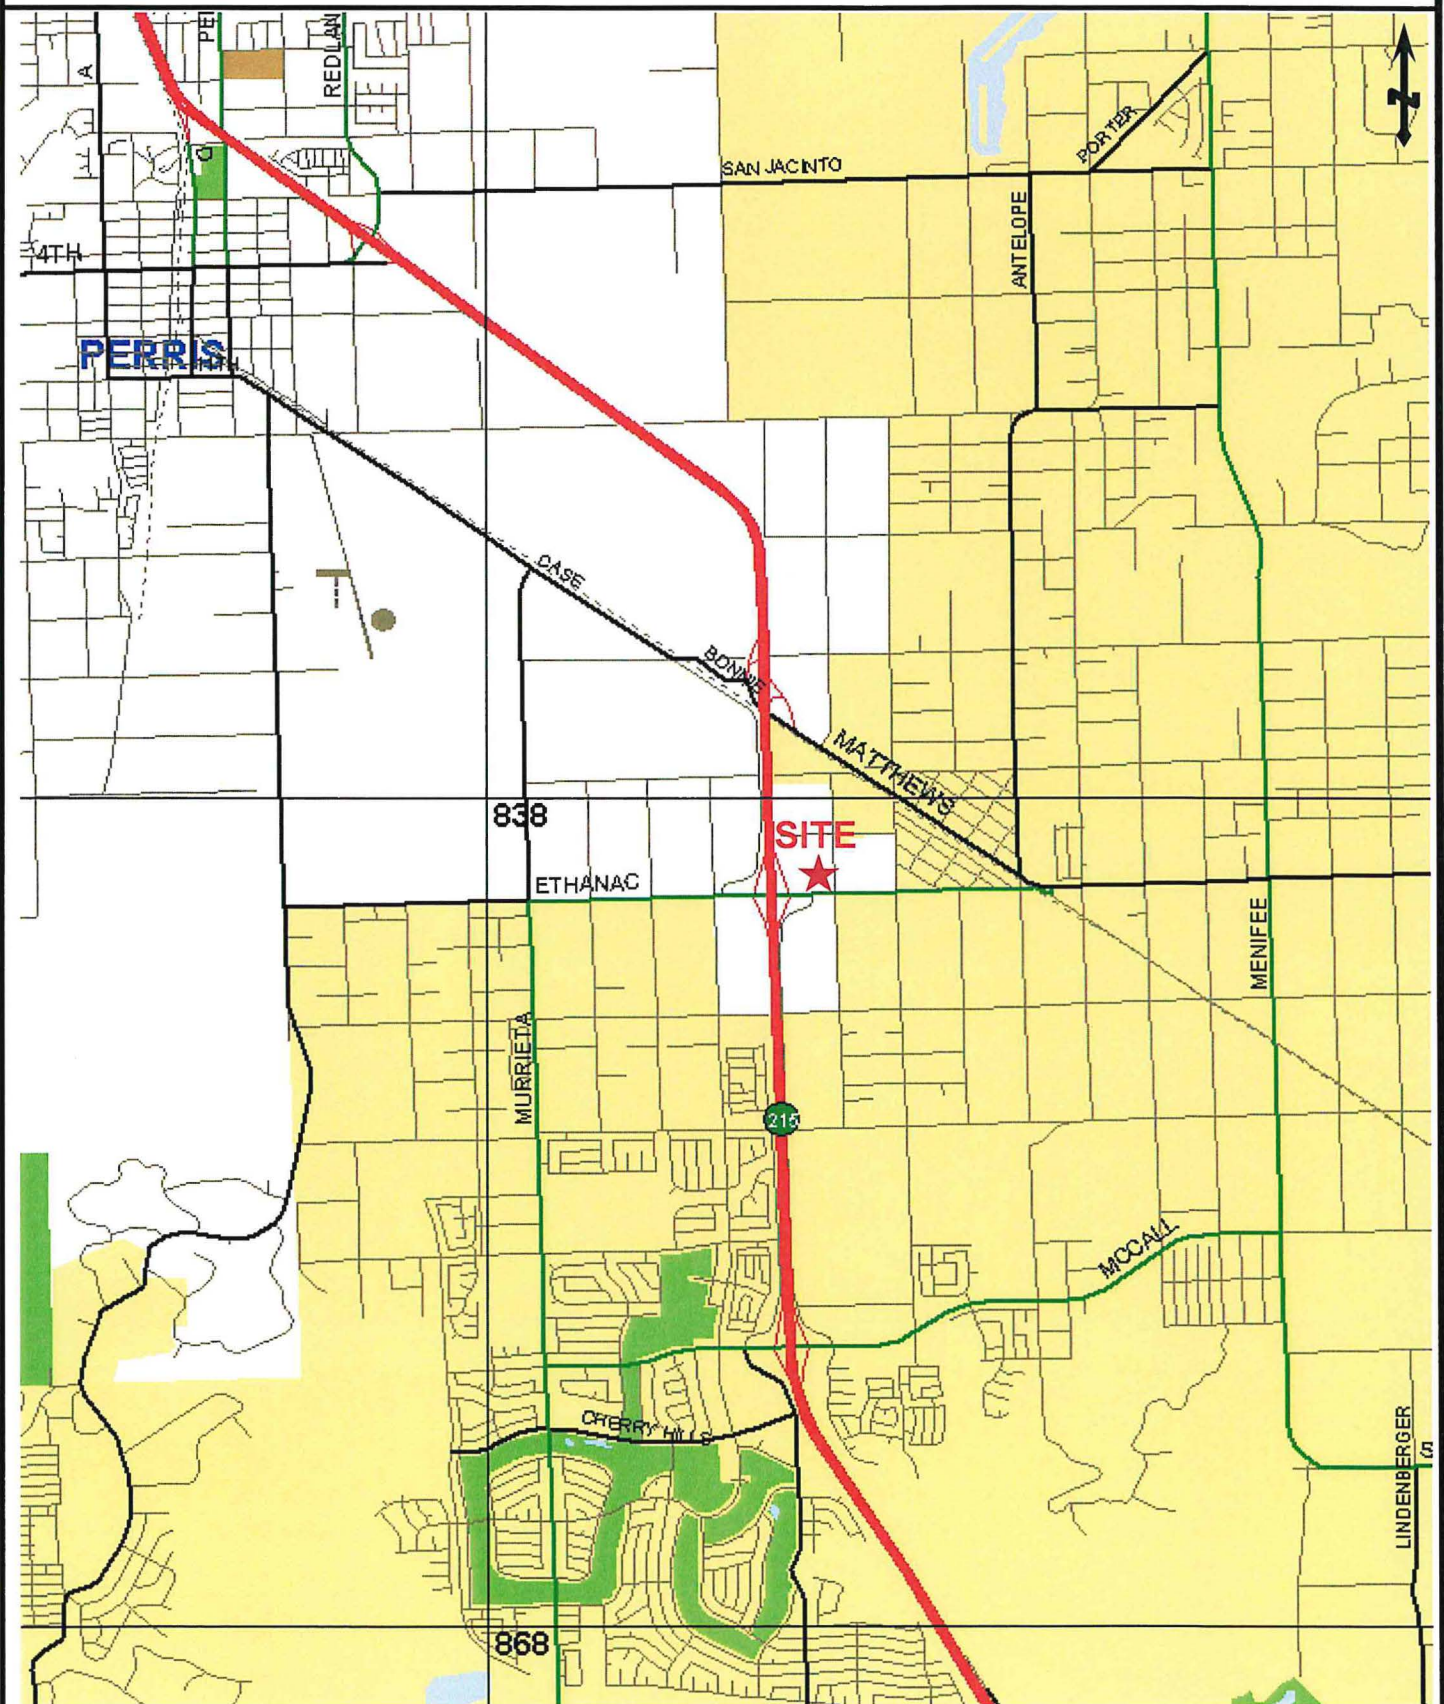 A
PE
REDLAN
N
PORTER
SAN JACINTO
ANTELOPE
4TH
PERRIS
CASE
BONNIE
MATTHEWS
838
SITE
ETHANAC
MENIFEE
MURRIETA
215
MCCALL
CHERRY HILLS
LINDENBERGER
868